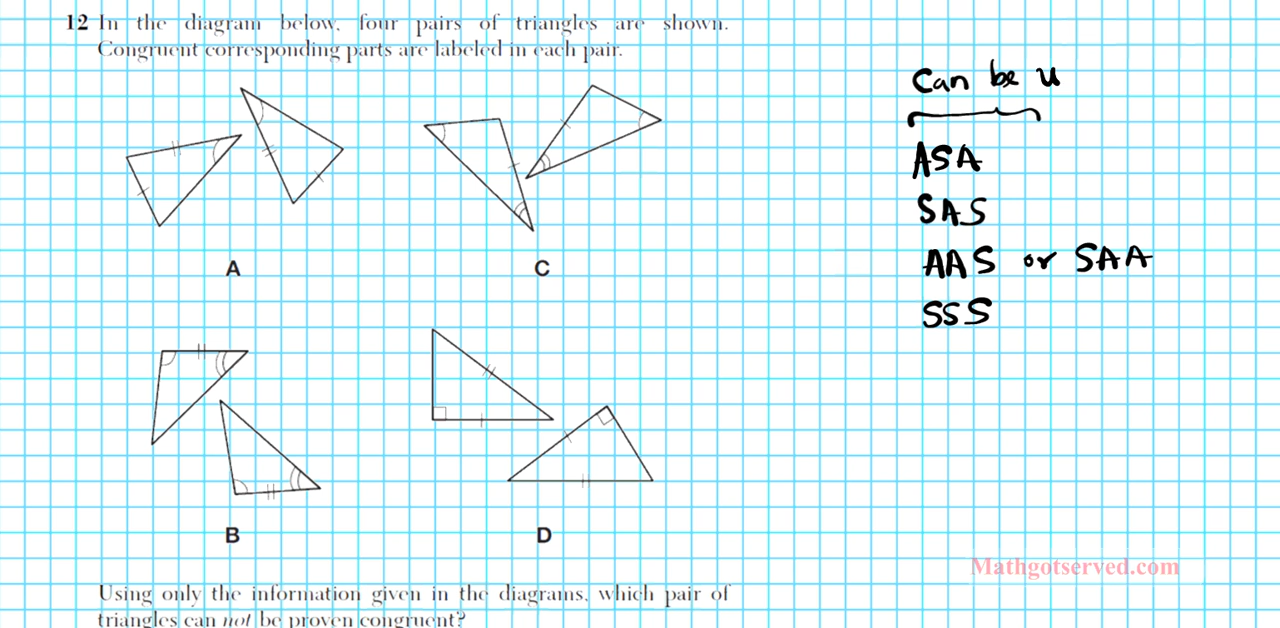 12 In the diagram below, four pairs of triangles are shown.
Congruent corresponding parts are labeled in each pair.
A
C
B
D
Using only the information given in the diagrams, which pair of
triangles can not be proven congruent?
Can be u
ASA
SAS
AAS or SAA
SSS
Mathgotserved.com